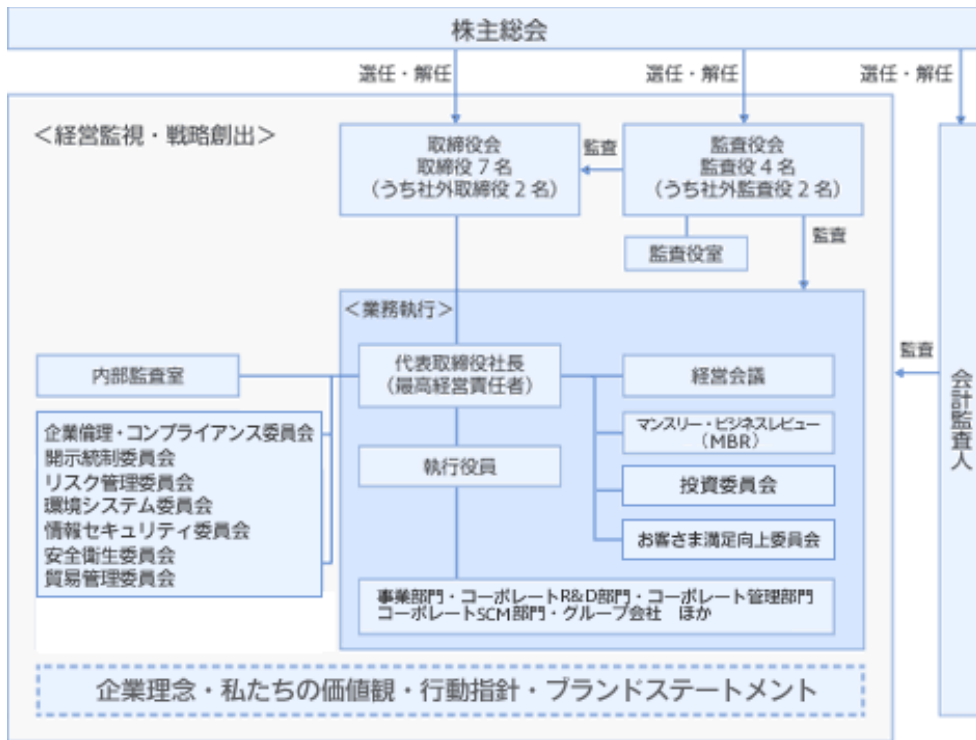 株主総会
選任・解任
選任・解任
選任・解任
＜経営監視・戦略創出＞
取締役会
取締役７名
（うち社外取締役２名）
監査
監査役会
監査役４名
（うち社外監査役２名）
監査役室
監査
＜業務執行＞
内部監査室
代表取締役社長
（最高経営責任者）
経営会議
監査
会計監査人
企業倫理・コンプライアンス委員会
開示統制委員会
リスク管理委員会
環境システム委員会
情報セキュリティ委員会
安全衛生委員会
貿易管理委員会
執行役員
マンスリー・ビジネスレビュー
（MBR）
投資委員会
お客さま満足向上委員会
事業部門・コーポレートR&D部門・コーポレート管理部門
コーポレートSCM部門・グループ会社　ほか
企業理念・私たちの価値観・行動指針・ブランドステートメント